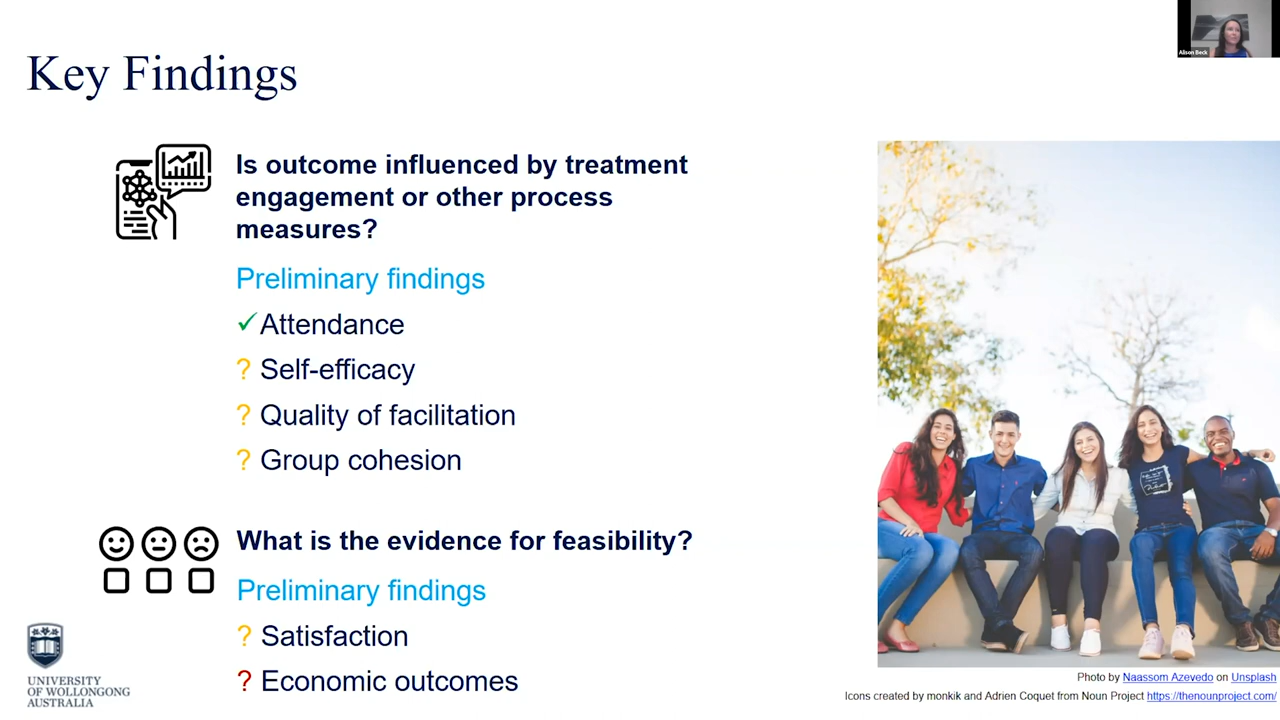 Alison Beck
Key Findings
Is outcome influenced by treatment
engagement or other process
measures?
Preliminary findings
✓Attendance
? Self-efficacy
? Quality of facilitation
? Group cohesion
What is the evidence for feasibility?
Preliminary findings
? Satisfaction
? Economic outcomes
UNIVERSITY
OF WOLLONGONG
AUSTRALIA
Photo by Naassom Azevedo on Unsplash
Icons created by monkik and Adrien Coquet from Noun Project https://thenounproject.com/